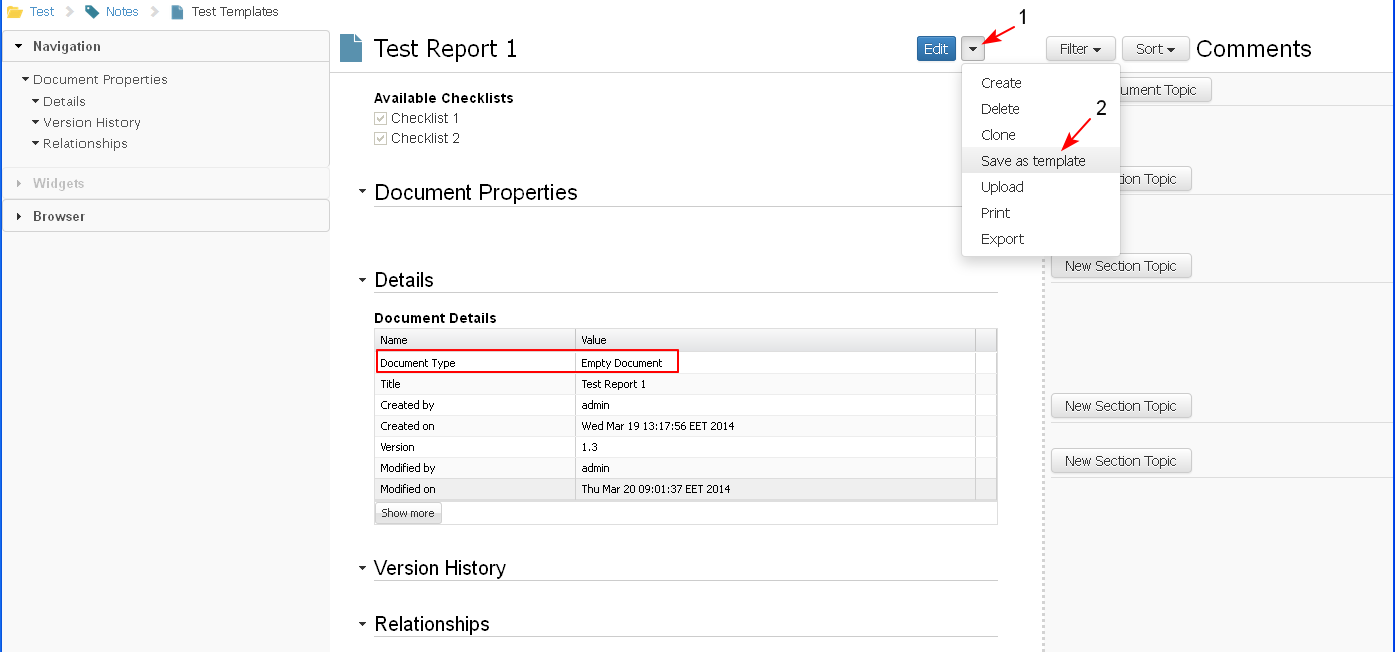 Test Notes Test Templates
Navigation
Document Properties
Details
Version History
Relationships
Widgets
Browser
Test Report 1
Edit
1
Filter
Sort
Comments
Create
Delete
Clone
Save as template
Upload
Print
Export
2
Available Checklists
Checklist 1
Checklist 2
Document Properties
Details
Document Details
Name Value
Document Type Empty Document
Title Test Report 1
Created by admin
Created on Wed Mar 19 13:17:56 EET 2014
Version 1.3
Modified by admin
Modified on Thu Mar 20 09:01:37 EET 2014
Show more
Version History
Relationships
Topic
Topic
New Section Topic
New Section Topic
New Section Topic